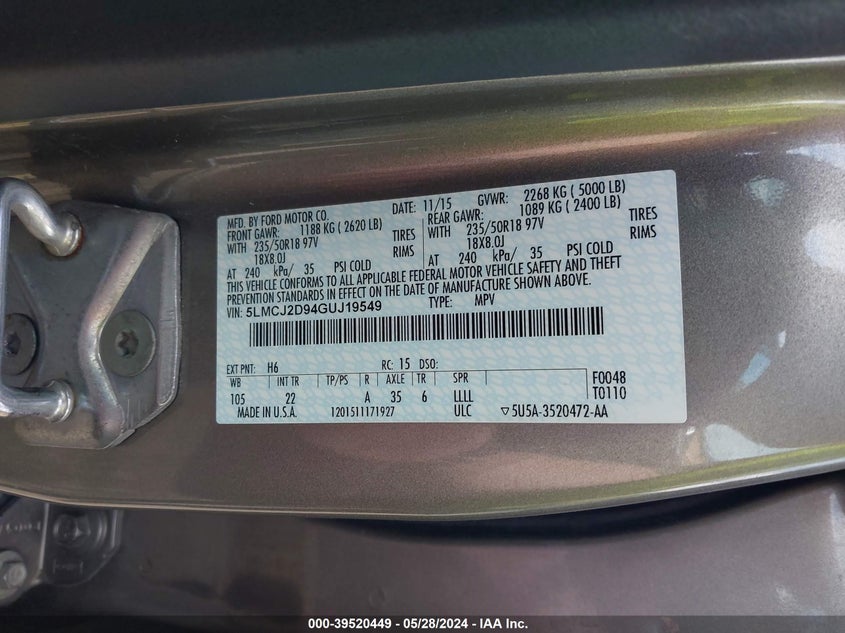 MFD. BY FORD MOTOR CO. DATE: 11/15 GVWR: 2268 KG ( 5000 LB)
FRONT GAWR: 1188 KG ( 2620 LB) REAR GAWR: 1089 KG ( 2400 LB)
WITH 235/50R18 97V TIRES WITH 235/50R18 97V TIRES
18X8.0J RIMS 18X8.0J RIMS
AT 240 kPa/ 35 PSI COLD AT 240 kPa/ 35 PSI COLD
THIS VEHICLE CONFORMS TO ALL APPLICABLE FEDERAL MOTOR VEHICLE SAFETY AND THEFT
PREVENTION STANDARDS IN EFFECT ON THE DATE OF MANUFACTURE SHOWN ABOVE.
VIN: 5LMCJ2D94GUJ19549 TYPE: MPV
EXT PNT: H6 RC: 15 DSO:
WB INT TR TP/PS R AXLE TR SPR F0048
105 22 A 35 6 LLLL T0110
MADE IN U.S.A. 1201511171927 ULC ▽5U5A-3520472-AA
000-39520449 - 05/28/2024 - IAA Inc.